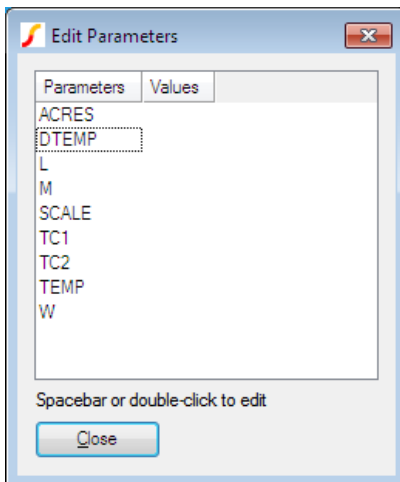 Edit Parameters
Parameters Values
ACRES
DTEMP
L
M
SCALE
TC1
TC2
TEMP
W
Spacebar or double-click to edit
Close